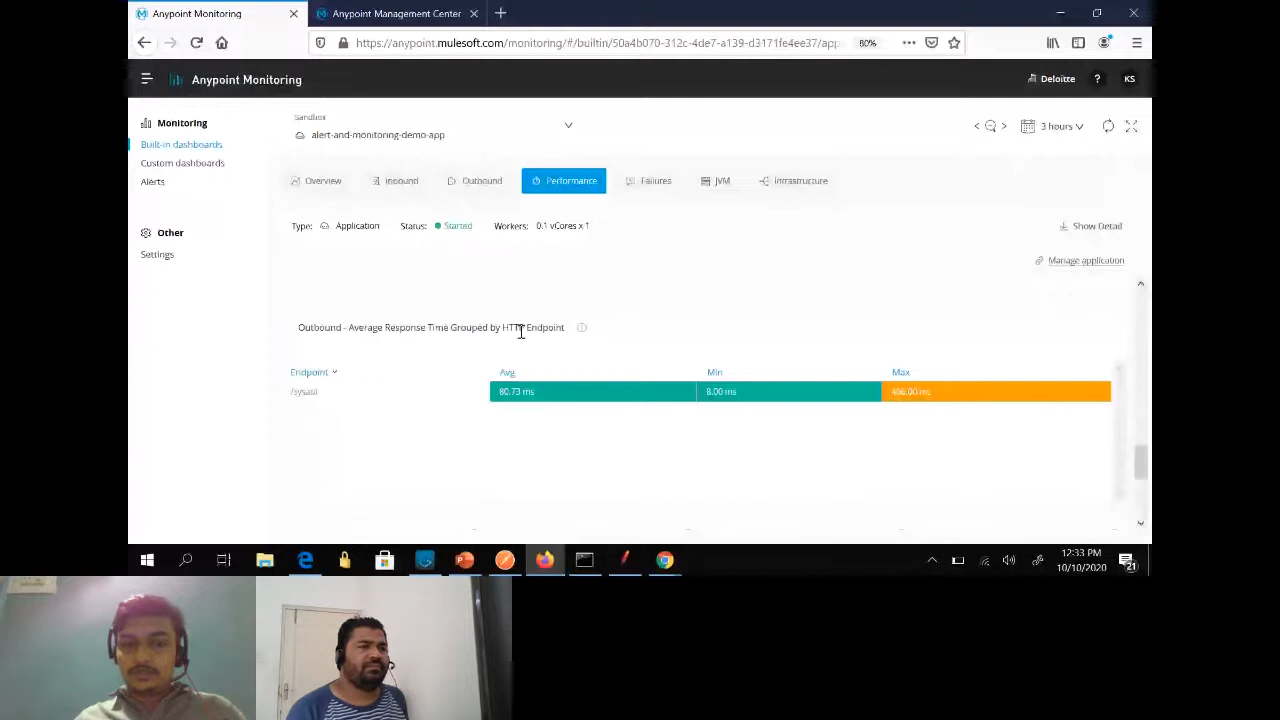 Anypoint Monitoring
Anypoint Management Center
https://anypoint.mulesoft.com/monitoring/#/builtin/50a4b070-312c-4de7-a139-d3171fe4ee37/app
80%
Anypoint Monitoring
Deloitte
?
KS
Monitoring
Built-in dashboards
Custom dashboards
Alerts
Other
Settings
Sandbox
alert-and-monitoring-demo-app
3 hours
Overview
Inbound
Outbound
Performance
Failures
JVM
Infrastructure
Type: Application Status: Started Workers: 0.1 vCores x 1
Show Detail
Manage application
Outbound - Average Response Time Grouped by HTTP Endpoint
Endpoint Avg Min Max
80.73 ms 8.00 ms
12:33 PM
10/10/2020
21